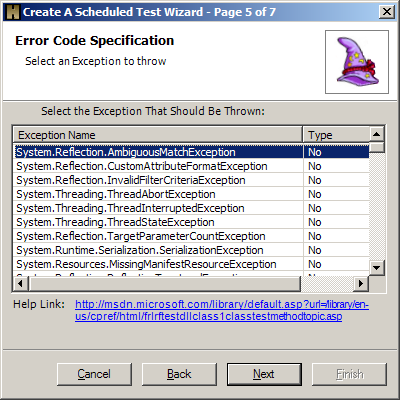 Create A Scheduled Test Wizard - Page 5 of 7
Error Code Specification
Select an Exception to throw
Select the Exception That Should Be Thrown:
Exception Name Type
System.Reflection.AmbiguousMatchException No
System.Reflection.CustomAttributeFormatException No
System.Reflection.InvalidFilterCriteriaException No
System.Threading.ThreadAbortException No
System.Threading.ThreadInterruptedException No
System.Threading.ThreadStateException No
System.Reflection.TargetParameterCountException No
System.Runtime.Serialization.SerializationException No
System.Resources.MissingManifestResourceException No
Help Link: http://msdn.microsoft.com/library/default.asp?url=/library/en-
us/cpref/html/frlrftestdllclass1classtestmethodtopic.asp
Cancel Back Next Finish